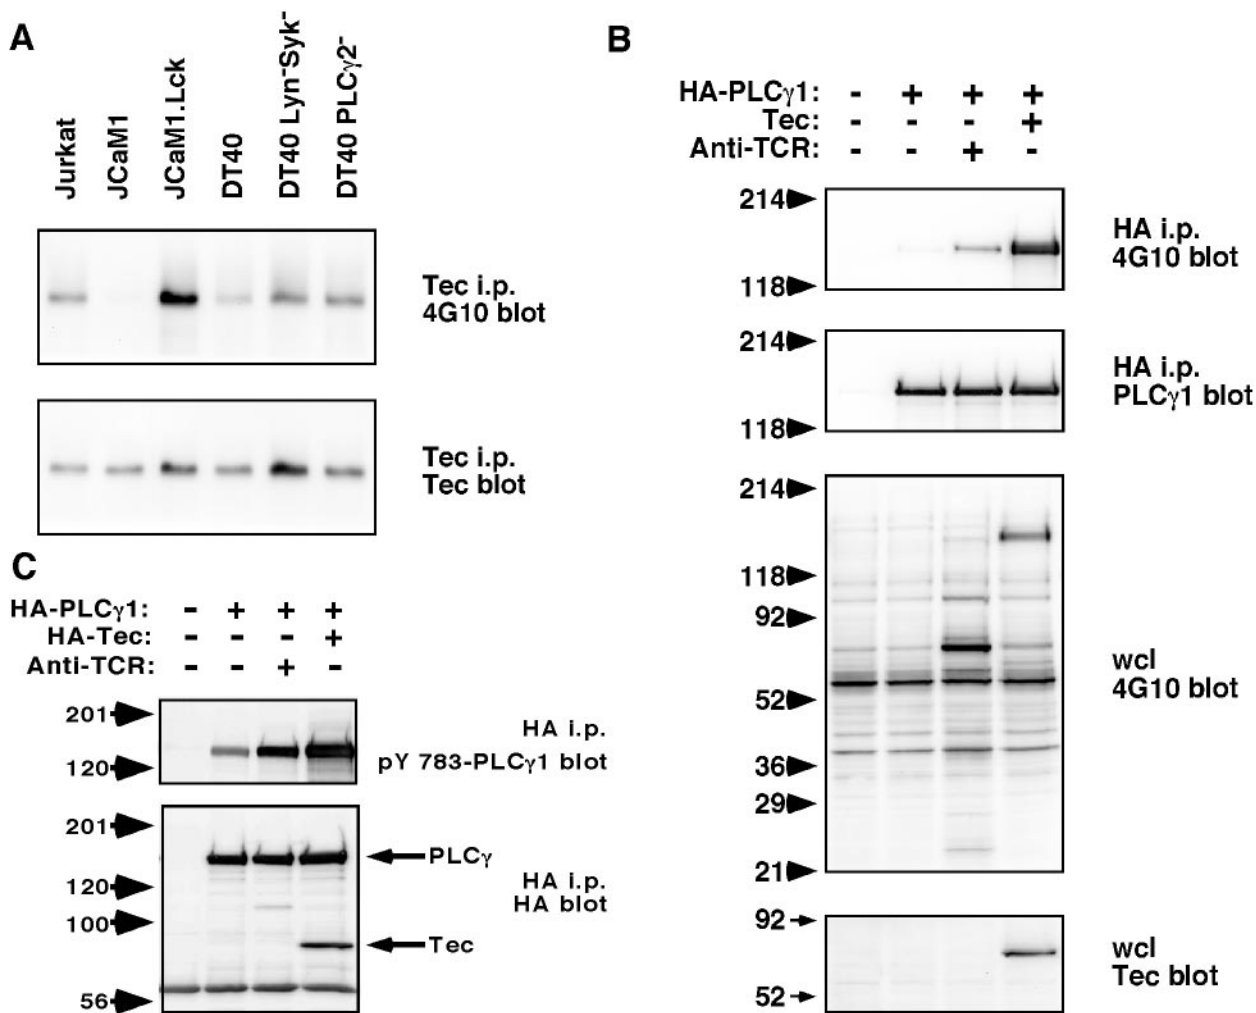 A
Jurkat
JCaM1
JCaM1.Lck
DT40
DT40 Lyn⁻Syk⁻
DT40 PLCγ2⁻
Tec i.p.
4G10 blot
Tec i.p.
Tec blot
B
HA-PLCγ1: - + + +
Tec: - - - +
Anti-TCR: - - + -
214
118
HA i.p.
4G10 blot
214
118
HA i.p.
PLCγ1 blot
214
118
92
52
36
29
21
wcl
4G10 blot
92
52
wcl
Tec blot
C
HA-PLCγ1: - + + +
HA-Tec: - - - +
Anti-TCR: - - + -
201
120
HA i.p.
pY 783-PLCγ1 blot
201
120
100
56
PLCγ
HA i.p.
HA blot
Tec